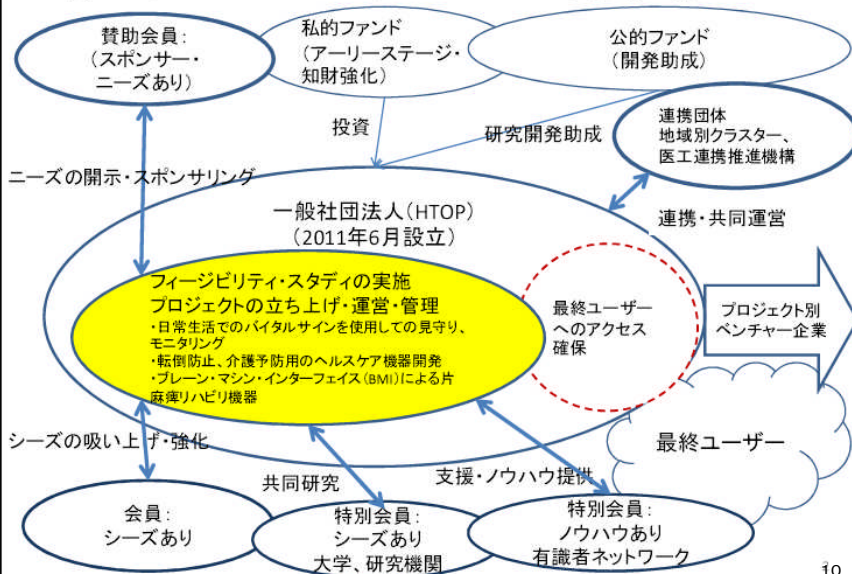 賛助会員：
(スポンサー・
ニーズあり)
私的ファンド
(アーリーステージ・
知財強化)
公的ファンド
(開発助成)
投資
研究開発助成
連携団体
地域別クラスター、
医工連携推進機構
ニーズの開示・スポンサリング
連携・共同運営
一般社団法人(HTOP)
(2011年6月設立)
フィージビリティ・スタディの実施
プロジェクトの立ち上げ・運営・管理
・日常生活でのバイタルサインを使用しての見守り、
モニタリング
・転倒防止、介護予防用のヘルスケア機器開発
・ブレーン・マシン・インターフェイス(BMI)による片
麻痺リハビリ機器
最終ユーザー
へのアクセス
確保
プロジェクト別
ベンチャー企業
最終ユーザー
シーズの吸い上げ・強化
共同研究
支援・ノウハウ提供
会員：
シーズあり
特別会員：
シーズあり
大学、研究機関
特別会員：
ノウハウあり
有識者ネットワーク
10